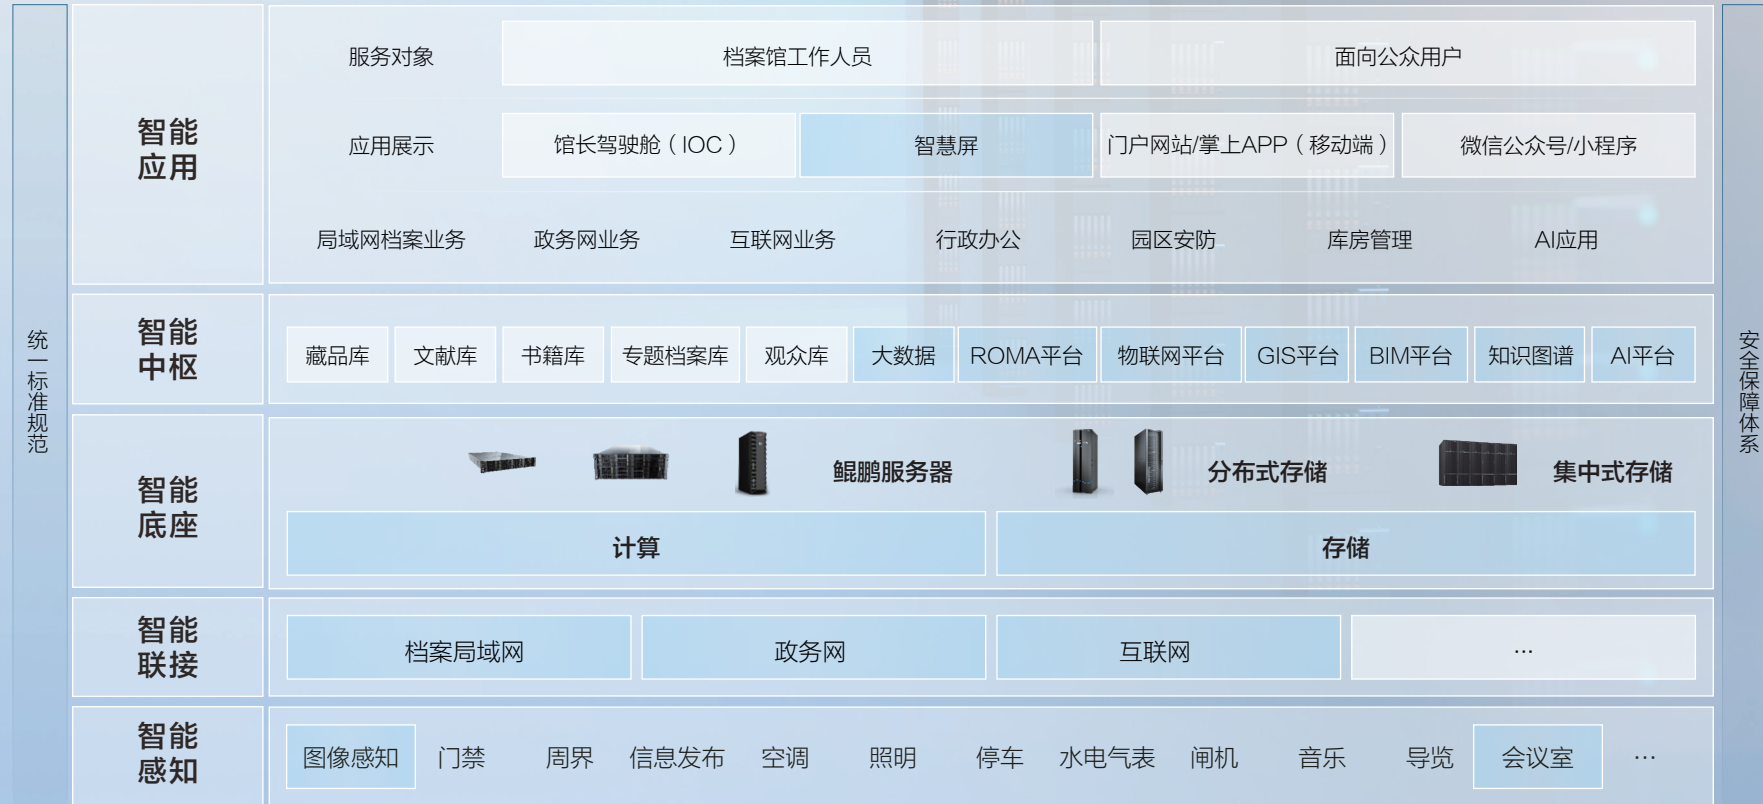 统一标准规范
智能
应用
服务对象
档案馆工作人员
面向公众用户
应用展示
馆长驾驶舱（IOC）
智慧屏
门户网站/掌上APP（移动端）
微信公众号/小程序
局域网档案业务
政务网业务
互联网业务
行政办公
园区安防
库房管理
AI应用
智能
中枢
藏品库
文献库
书籍库
专题档案库
观众库
大数据
ROMA平台
物联网平台
GIS平台
BIM平台
知识图谱
AI平台
智能
底座
鲲鹏服务器
分布式存储
集中式存储
计算
存储
智能
联接
档案局域网
政务网
互联网
...
智能
感知
图像感知
门禁
周界
信息发布
空调
照明
停车
水电气表
闸机
音乐
导览
会议室
...
安全保障体系